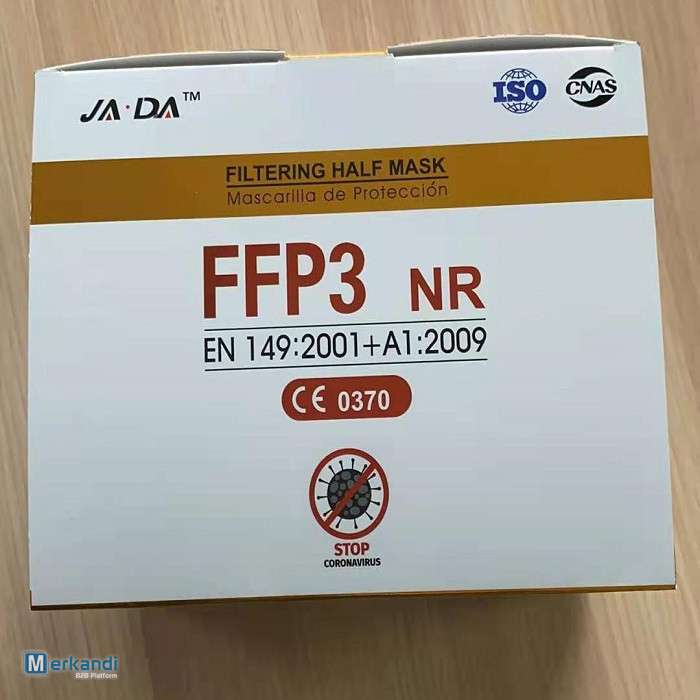 JA·DA™
ISO
CNAS
FILTERING HALF MASK
Mascarilla de Protección
FFP3 NR
EN 149:2001+A1:2009
CE 0370
STOP
CORONAVIRUS
M Merkandi
B2B Platform